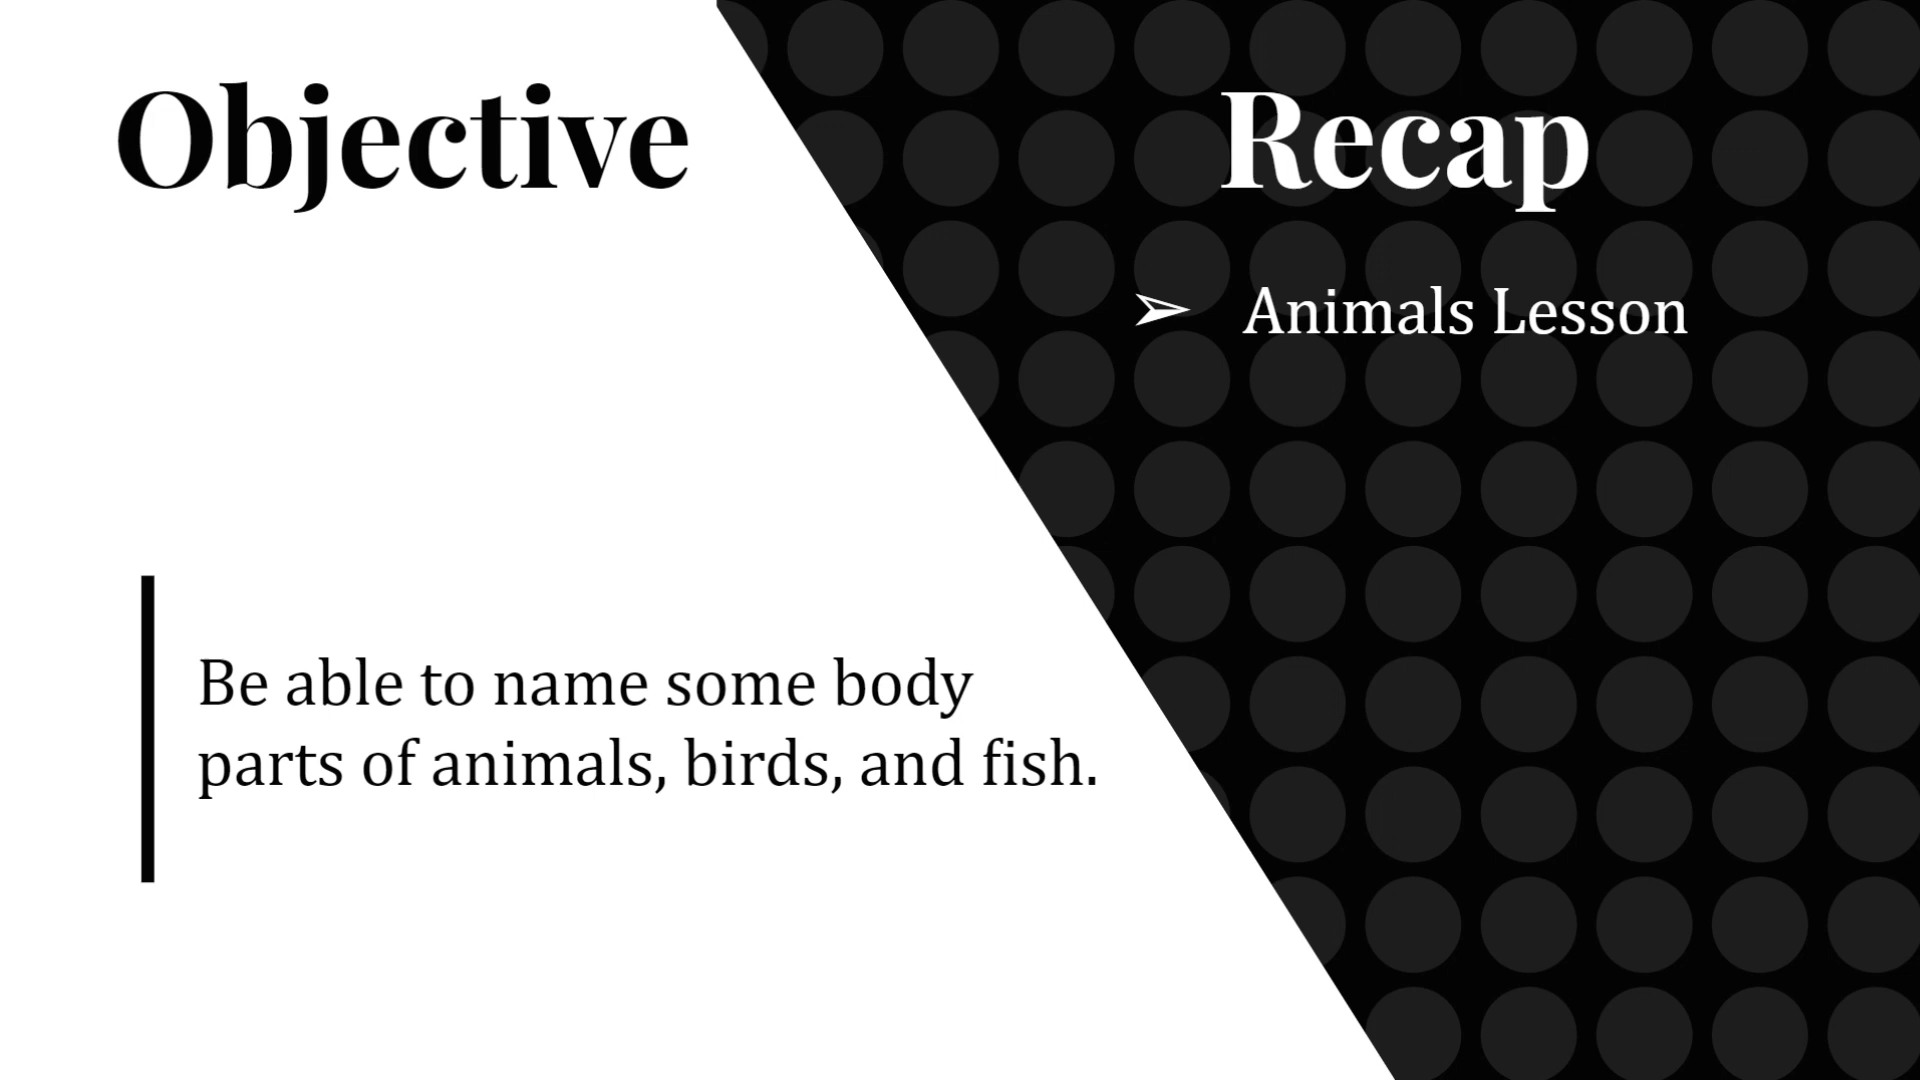 Objective
Be able to name some body
parts of animals, birds, and fish.
Recap
➢ Animals Lesson